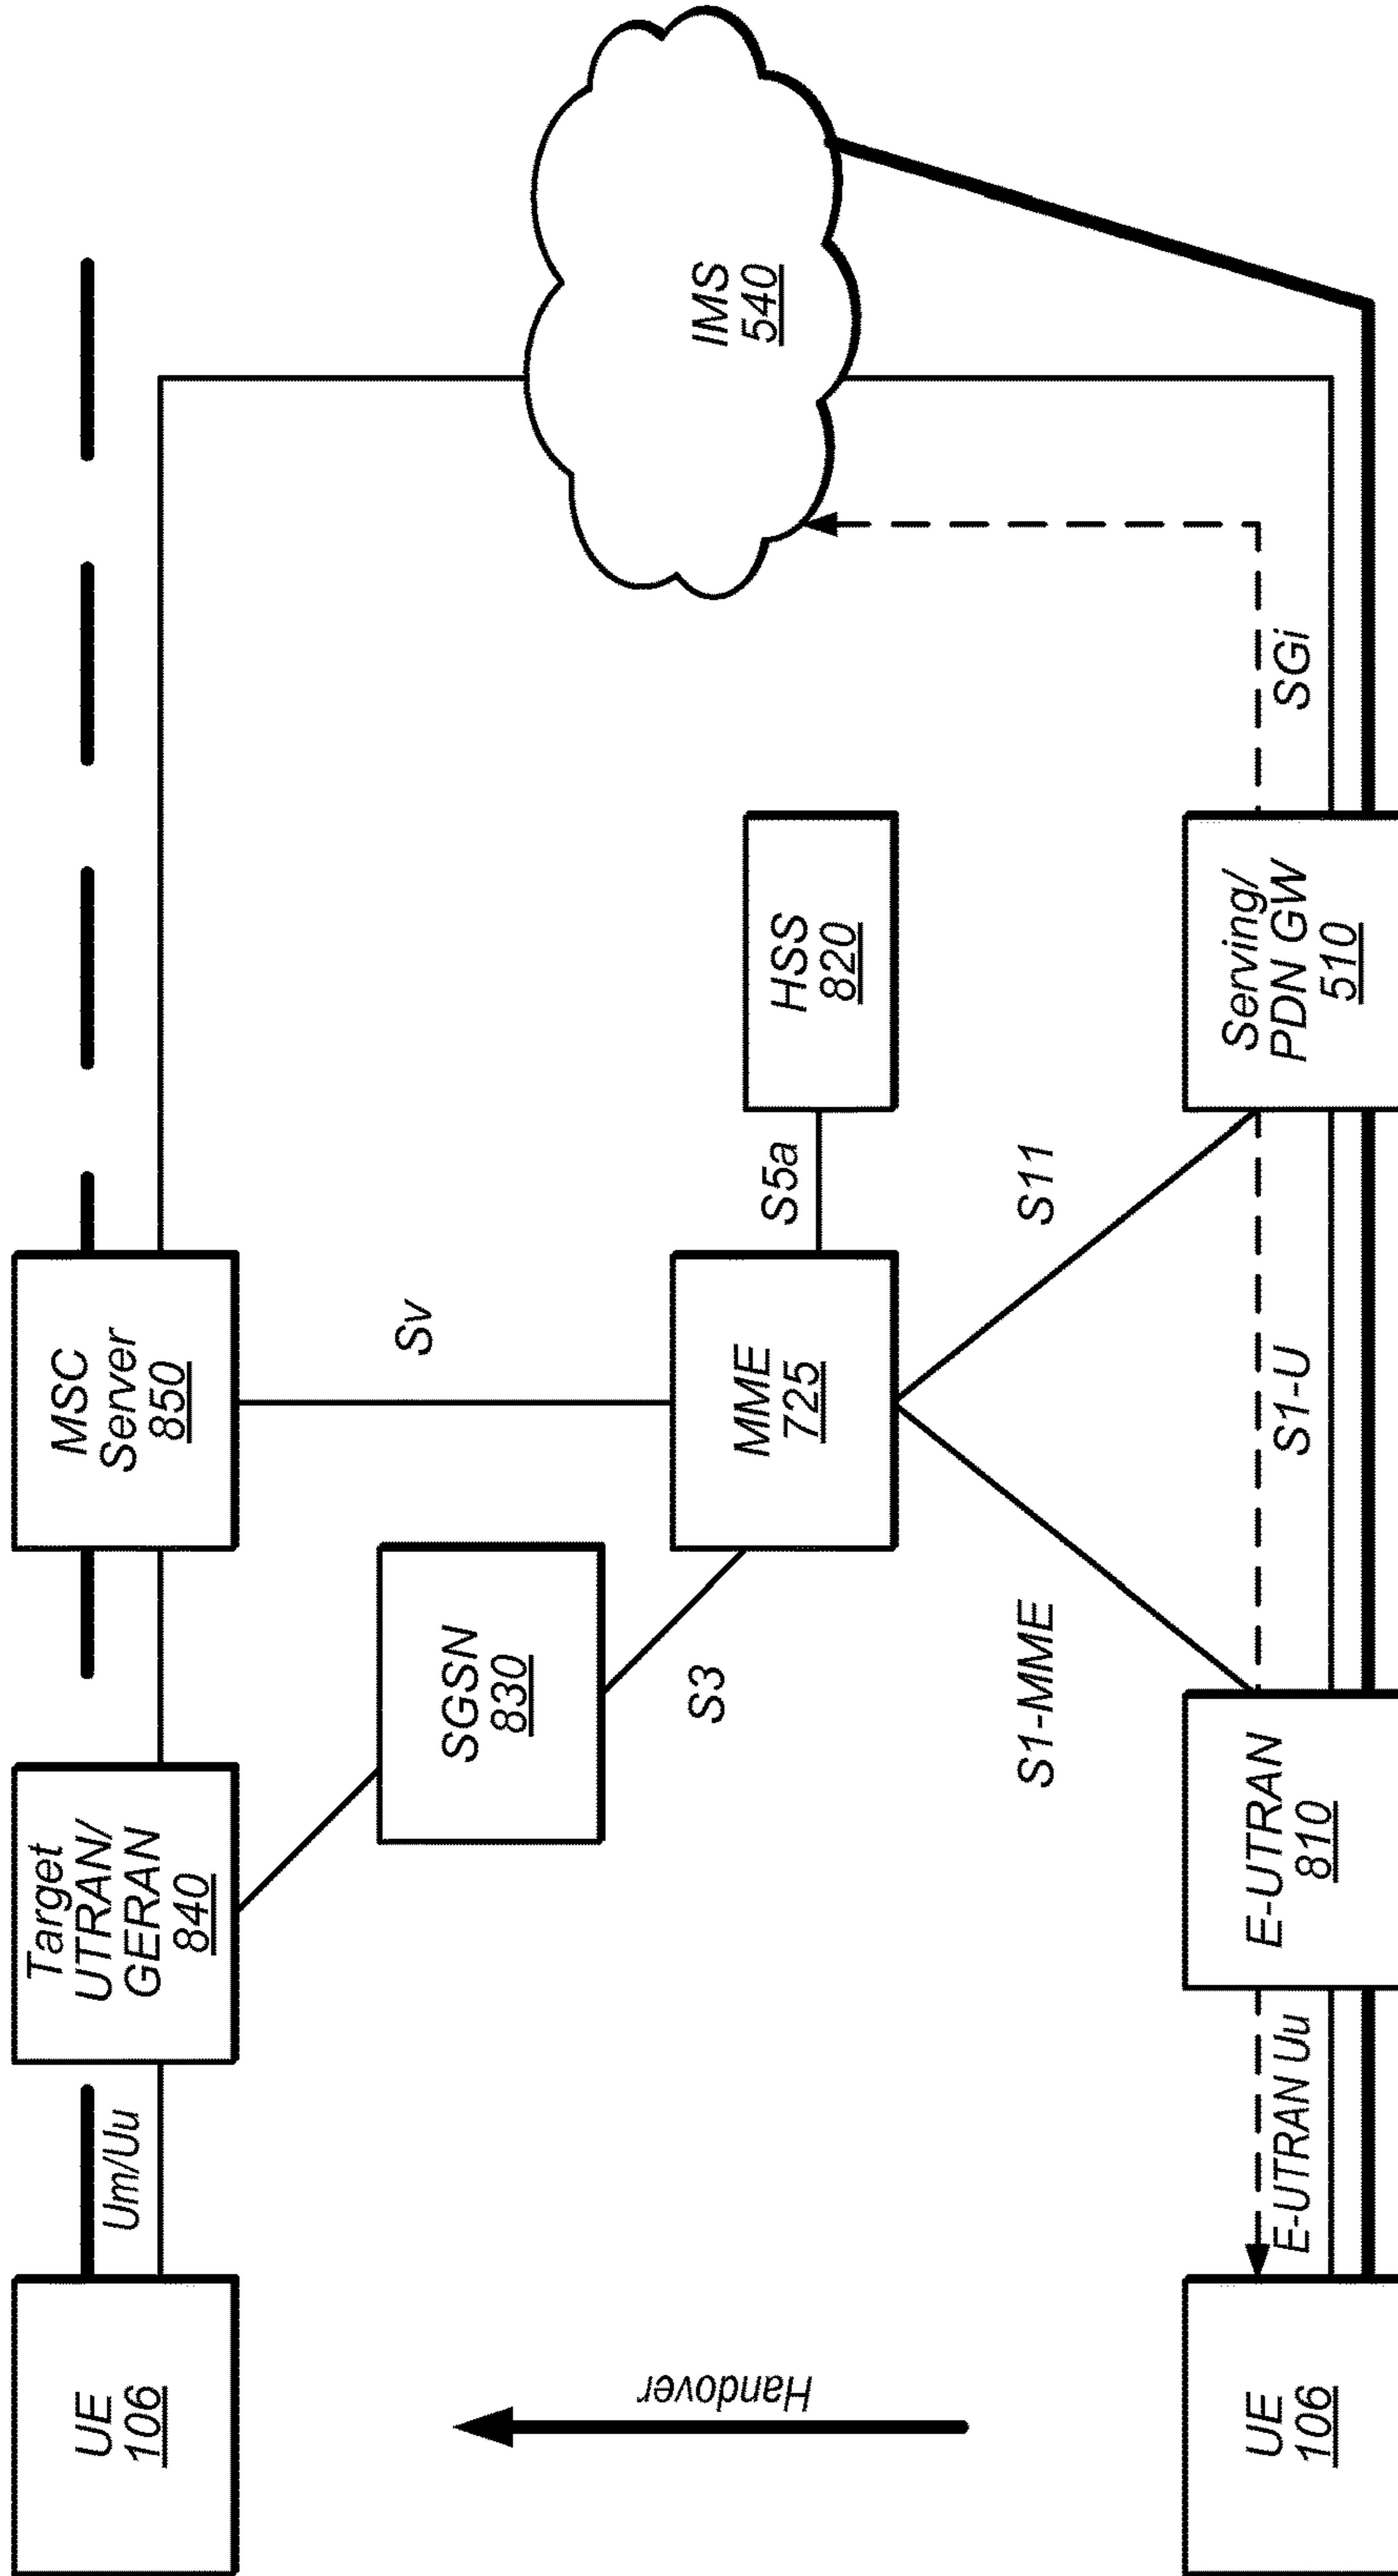 UE
106
Um/Uu
Target
UTRAN/
GERAN
840
MSC
Server
850
SGSN
830
Sv
S3
MME
725
S5a
HSS
820
IMS
540
Handover
S1-MME
S11
UE
106
E-UTRAN Uu
E-UTRAN
810
S1-U
Serving/
PDN GW
510
SGi